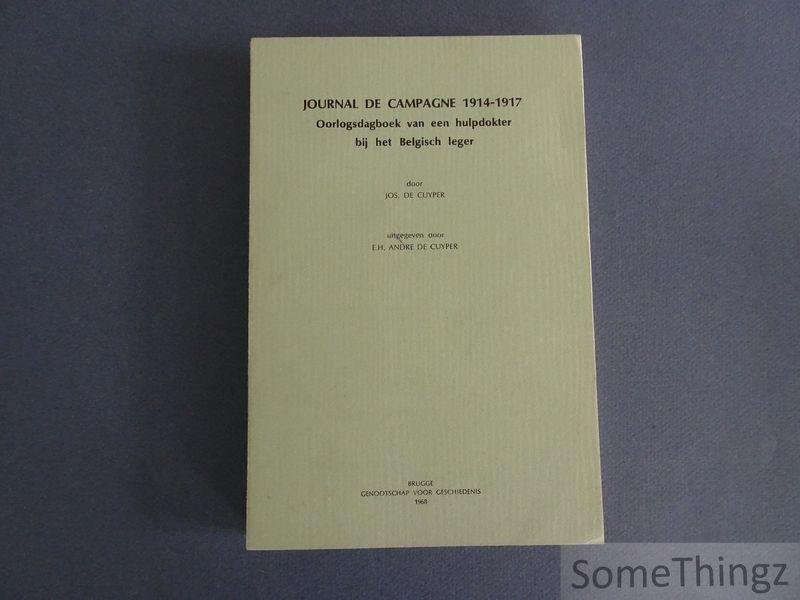 JOURNAL DE CAMPAGNE 1914-1917
Oorlogsdagboek van een hulpdokter
bij het Belgisch leger
door
JOS. DE CUYPER
uitgegeven door
E.H. ANDRE DE CUYPER
BRUGGE
GENOOTSCHAP VOOR GESCHIEDENIS
1968
SomeThingz